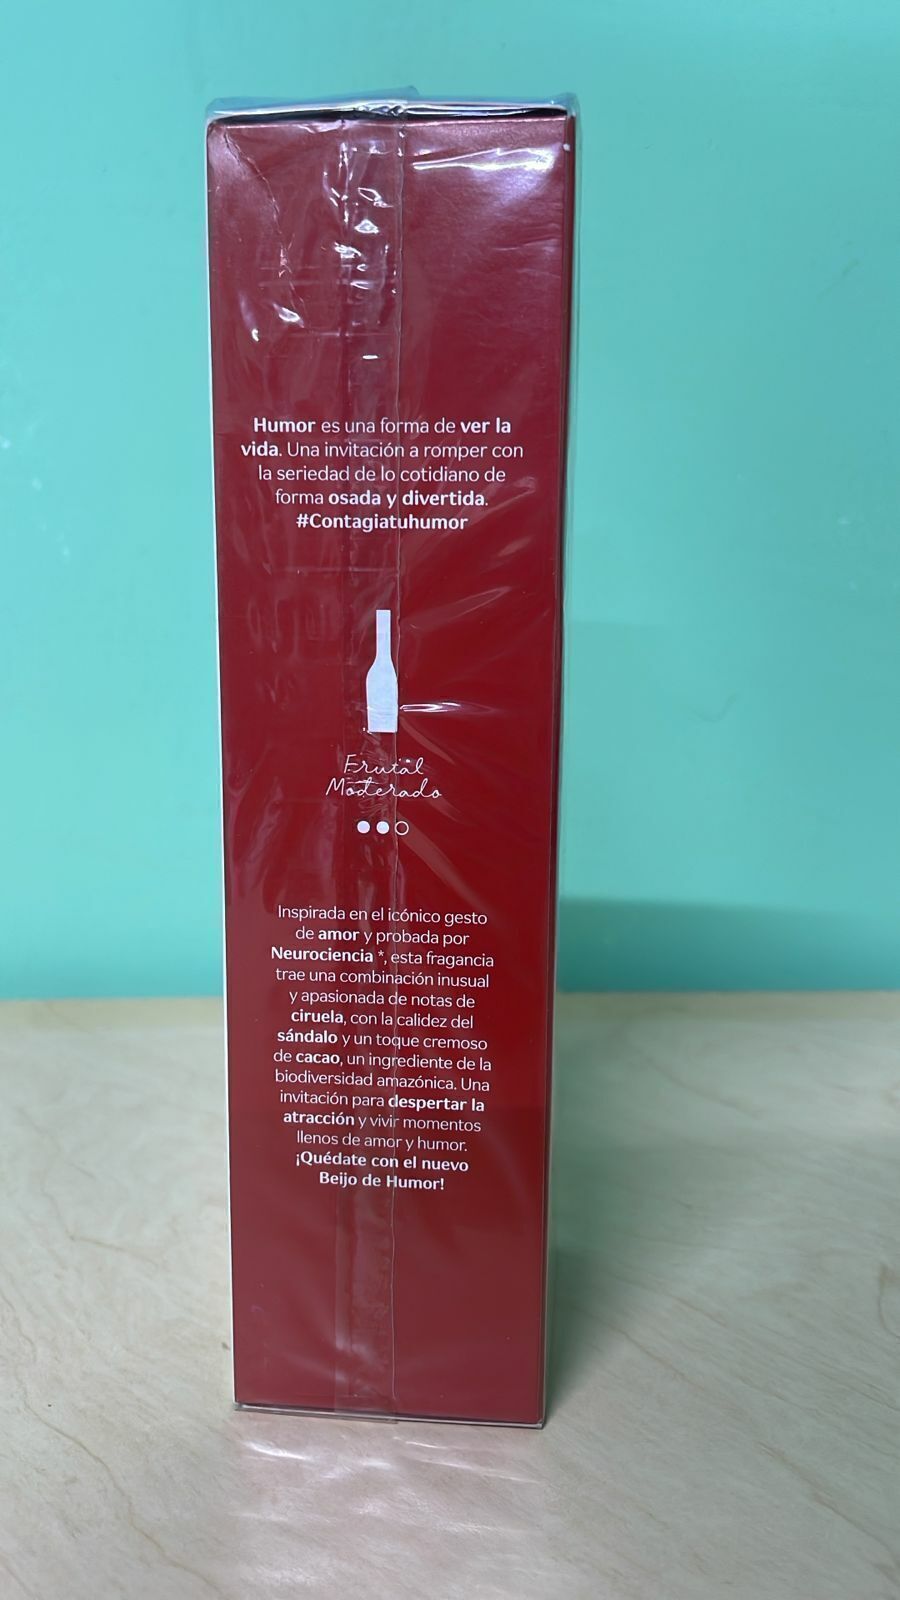 Humor es una forma de ver la
vida. Una invitación a romper con
la seriedad de lo cotidiano de
forma osada y divertida.
#Contagiatuhumor
Frutal
Moderado
Inspirada en el icónico gesto
de amor y probada por
Neurociencia *, esta fragancia
trae una combinación inusual
y apasionada de notas de
ciruela, con la calidez del
sándalo y un toque cremoso
de cacao, un ingrediente de la
biodiversidad amazónica. Una
invitación para despertar la
atracción y vivir momentos
llenos de amor y humor.
¡Quédate con el nuevo
Beijo de Humor!